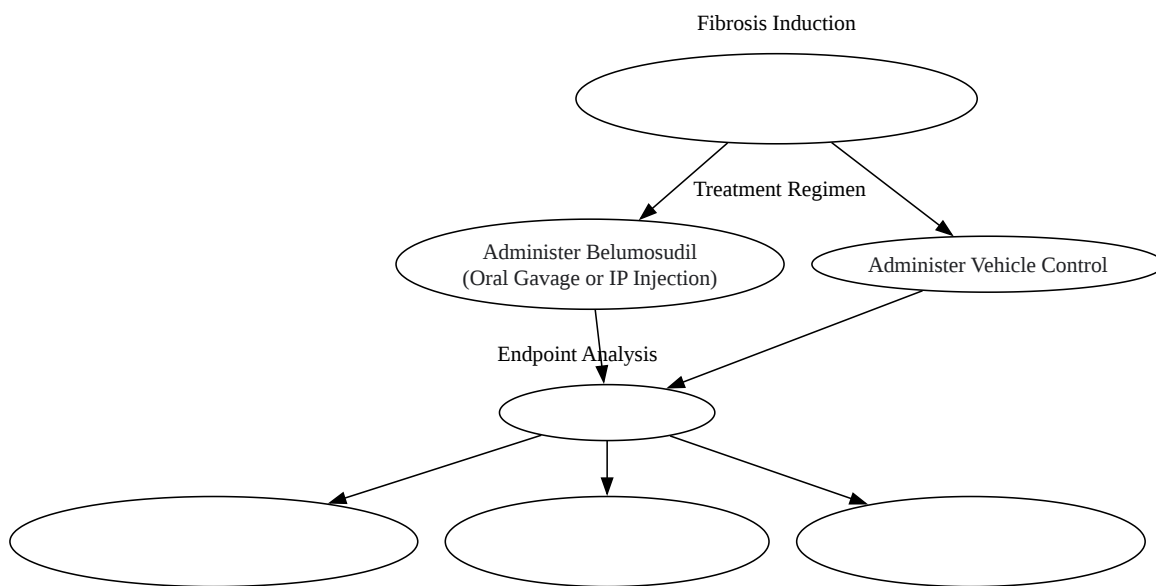 Fibrosis Induction
Treatment Regimen
Administer Belumosudil
(Oral Gavage or IP Injection)
Administer Vehicle Control
Endpoint Analysis